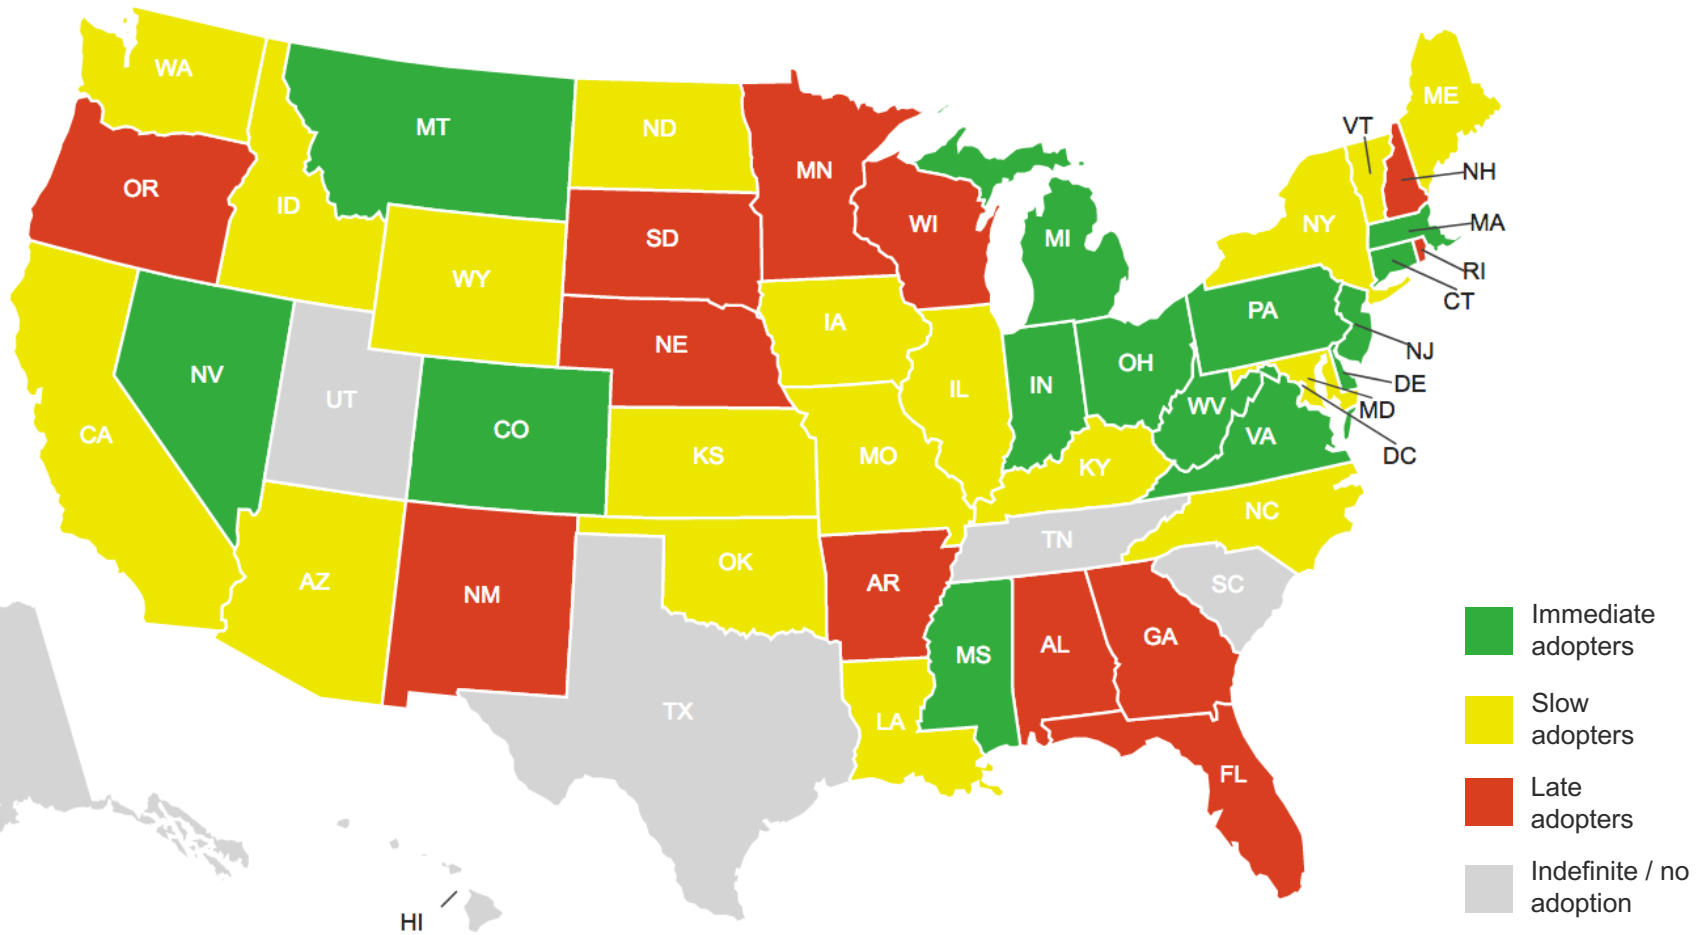 WA
MT
ND
MN
ME
VT
OR
ID
SD
WI
MI
NY
NH
MA
WY
RI
CT
PA
NE
IA
NJ
NV
UT
OH
IN
IL
DE
MD
WV
CO
CA
VA
DC
KS
MO
KY
NC
TN
AZ
NM
OK
AR
SC
MS
AL
GA
TX
LA
FL
HI
Immediate
adopters
Slow
adopters
Late
adopters
Indefinite / no
adoption